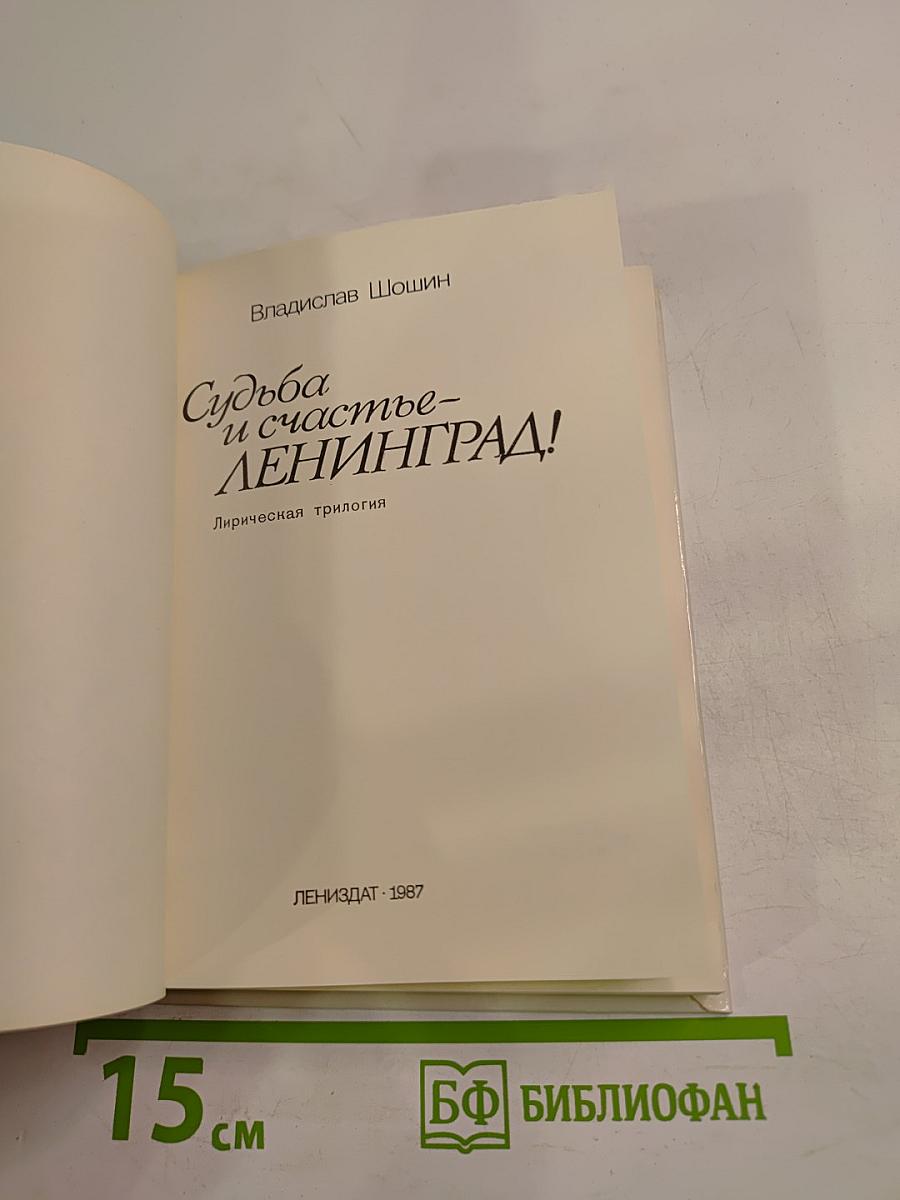 Владислав Шошин
Судьба
и счастье–
ЛЕНИНГРАД!
Лирическая трилогия
ЛЕНИЗДАТ · 1987
15 см
БФ БИБЛИОФАН